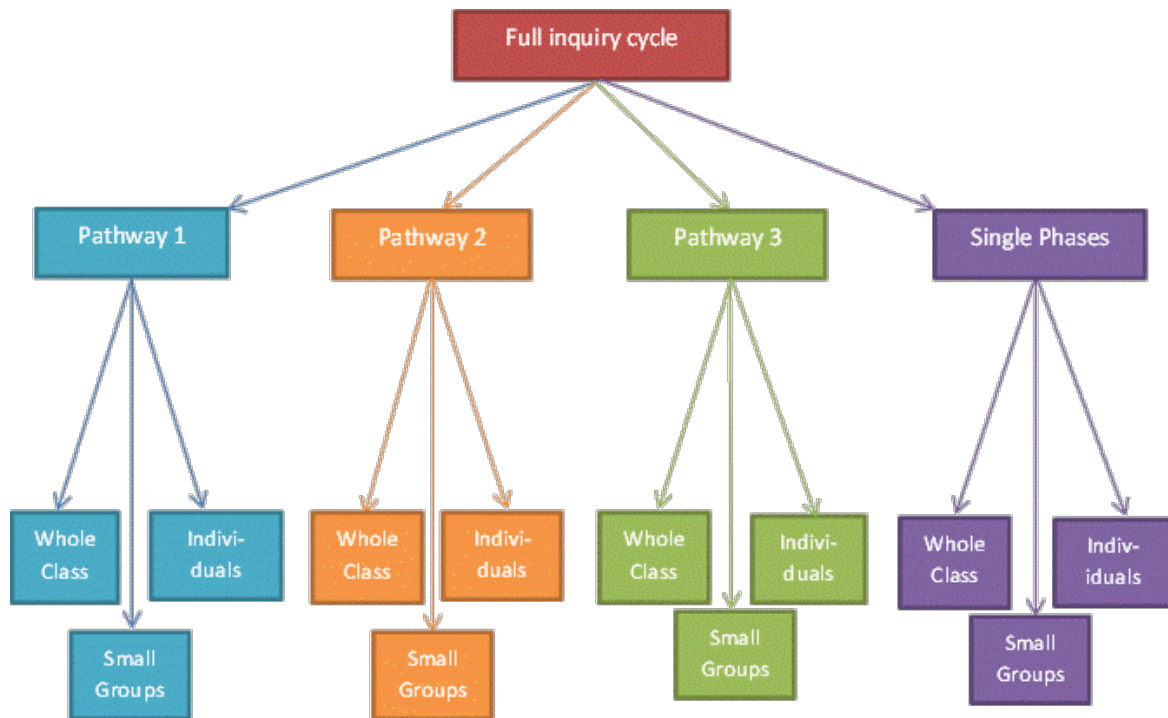 Full inquiry cycle
Pathway 1
Pathway 2
Pathway 3
Single Phases
Whole
Class
Indivi-
duals
Small
Groups
Whole
Class
Indivi-
duals
Small
Groups
Whole
Class
Indivi-
duals
Small
Groups
Whole
Class
Indiv-
iduals
Small
Groups